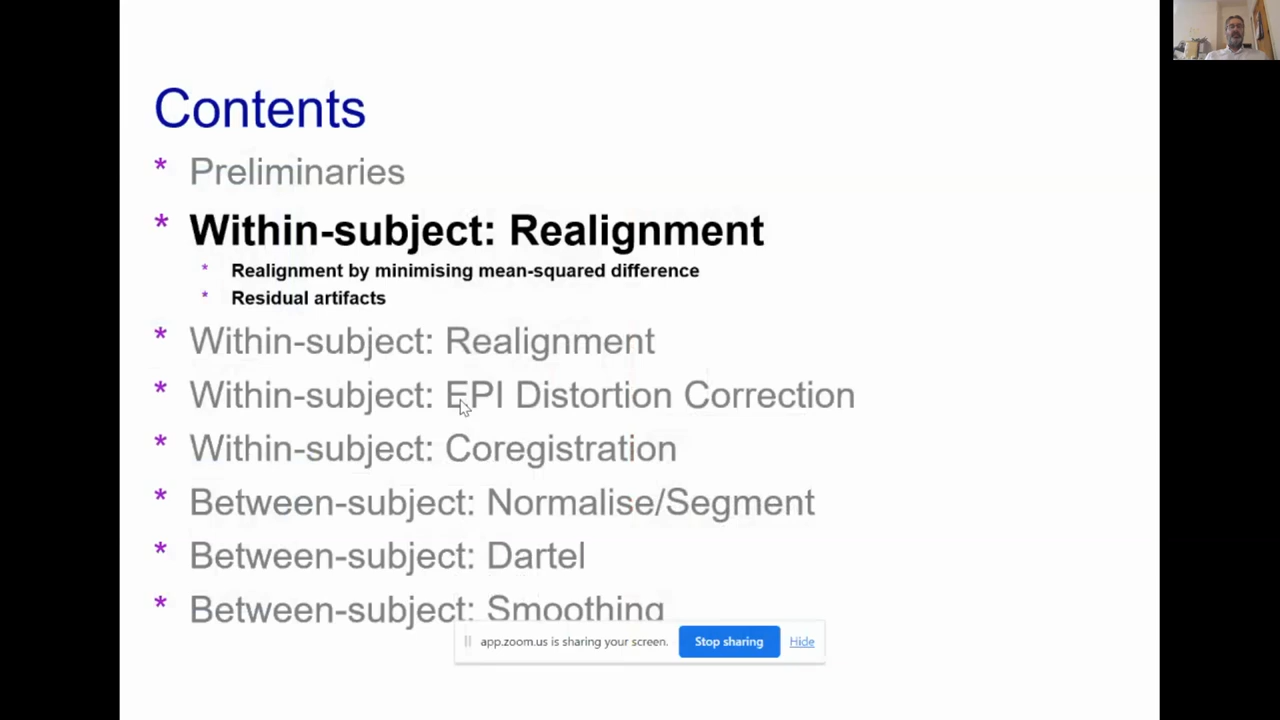 Contents
* Preliminaries
* Within-subject: Realignment
* Realignment by minimising mean-squared difference
* Residual artifacts
* Within-subject: Realignment
* Within-subject: EPI Distortion Correction
* Within-subject: Coregistration
* Between-subject: Normalise/Segment
* Between-subject: Dartel
* Between-subject: Smoothing
app.zoom.us is sharing your screen. Stop sharing Hide